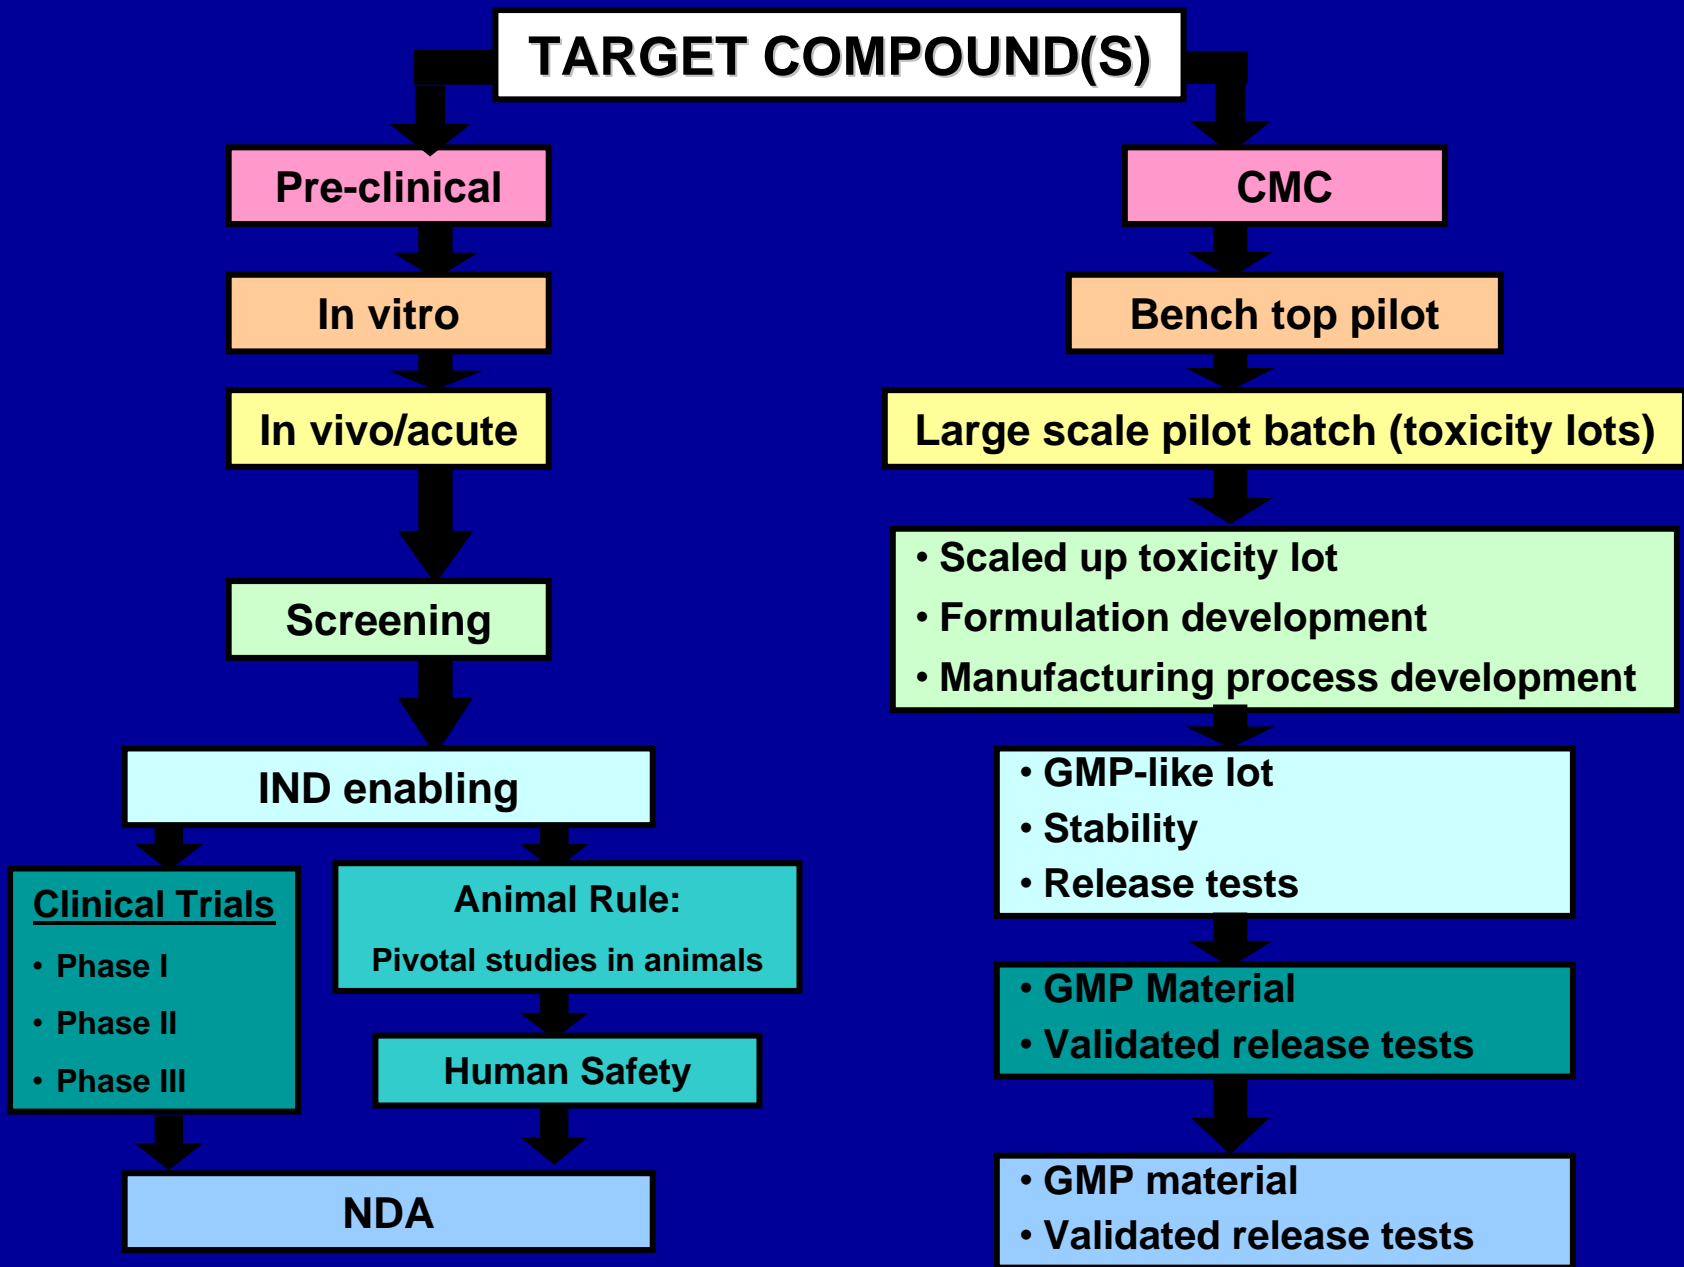 TARGET COMPOUND(S)
Pre-clinical
In vitro
In vivo/acute
Screening
IND enabling
Clinical Trials
• Phase I
• Phase II
• Phase III
Animal Rule:
Pivotal studies in animals
Human Safety
NDA
CMC
Bench top pilot
Large scale pilot batch (toxicity lots)
• Scaled up toxicity lot
• Formulation development
• Manufacturing process development
• GMP-like lot
• Stability
• Release tests
• GMP Material
• Validated release tests
• GMP material
• Validated release tests